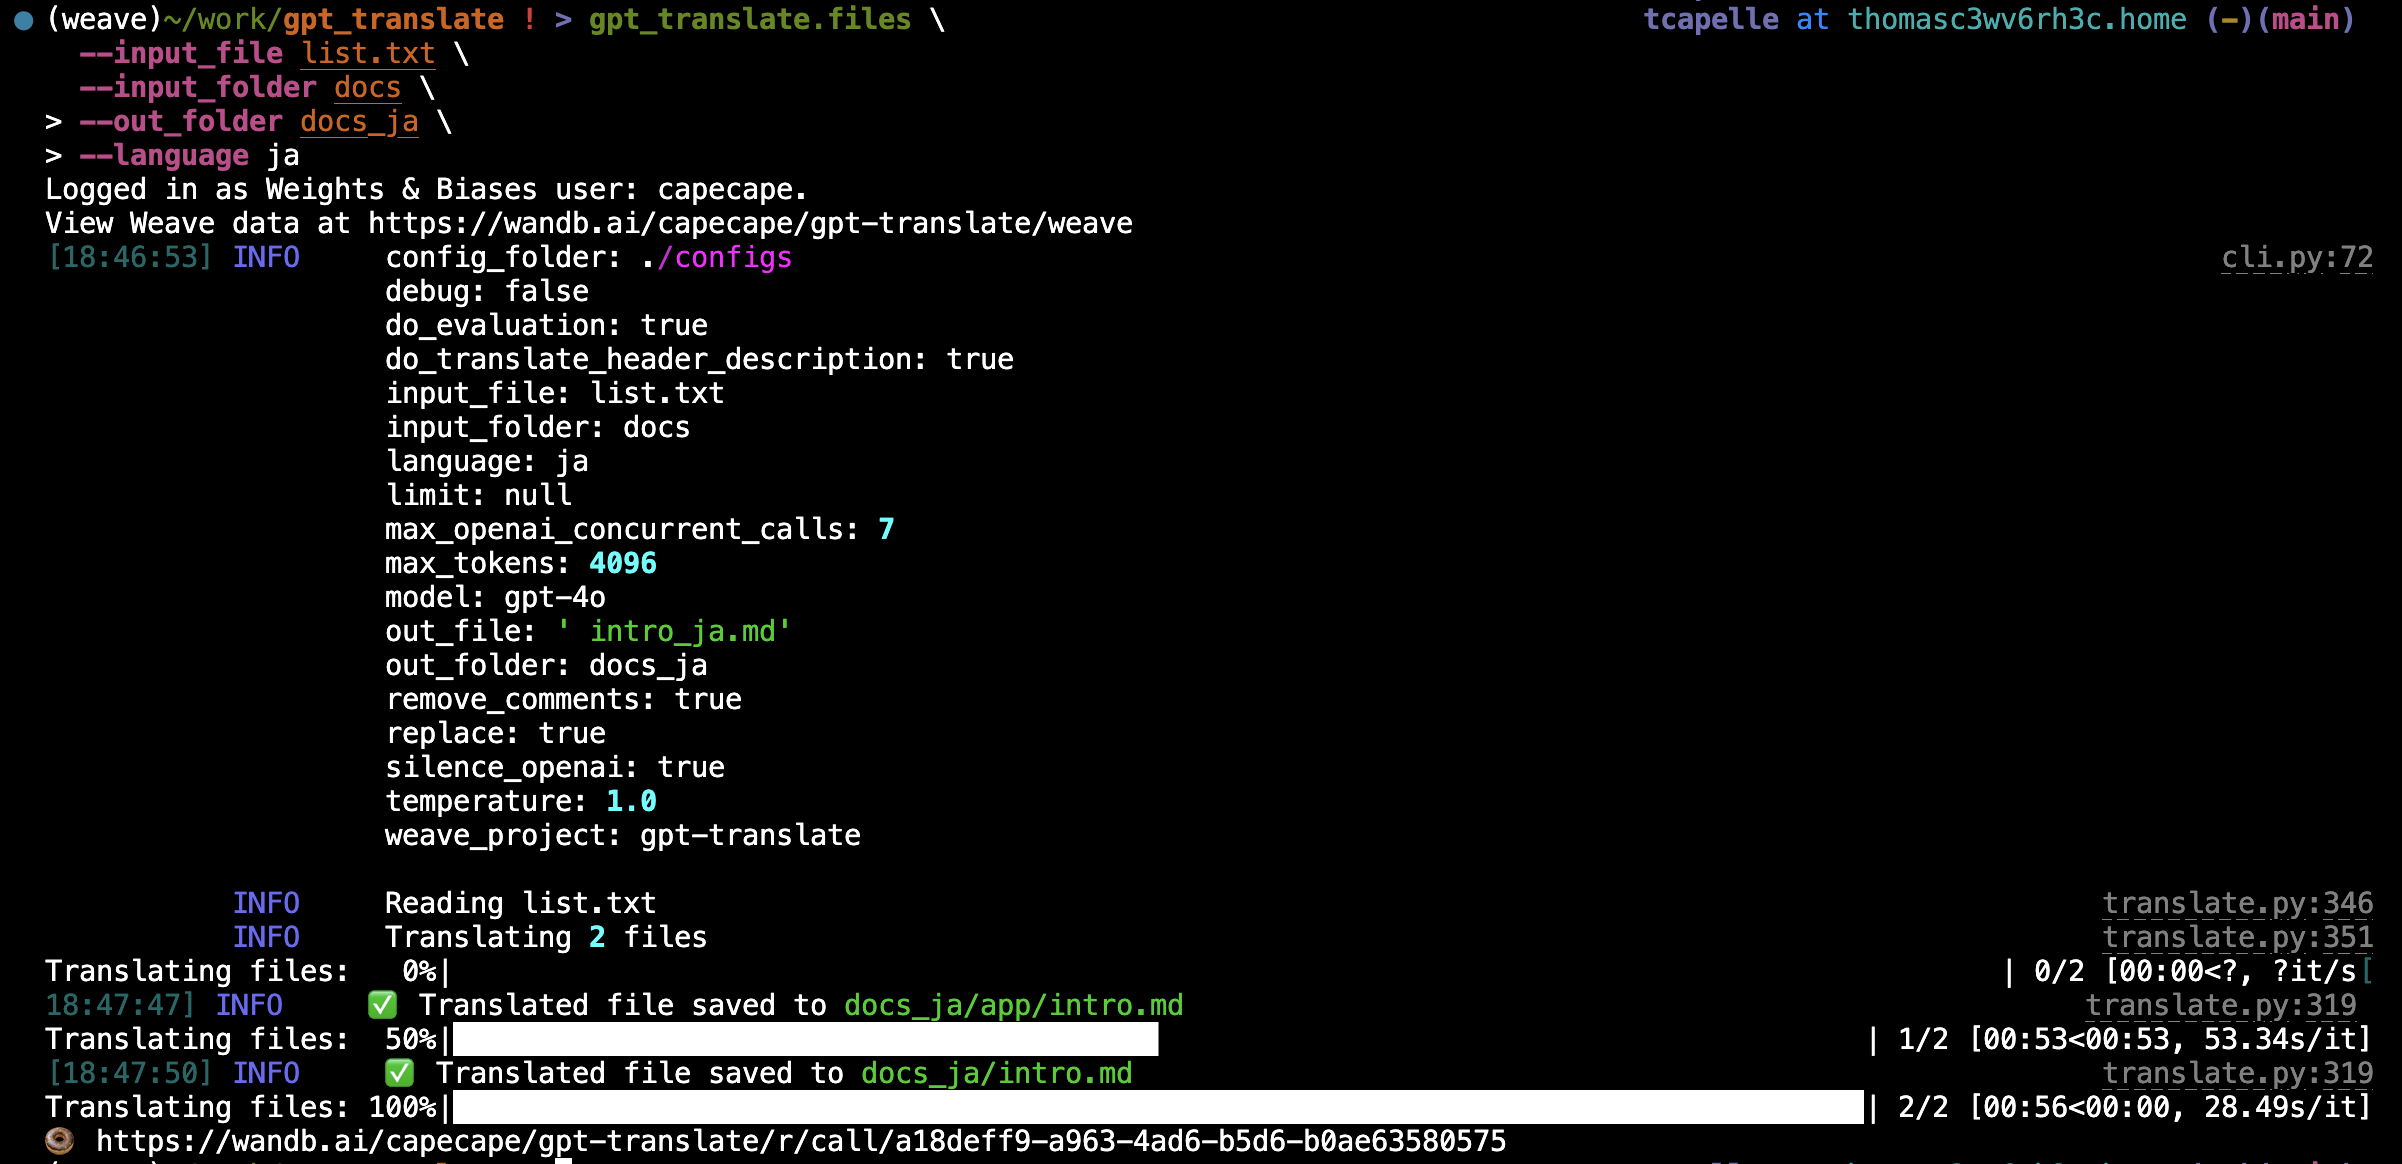 (weave)~/work/gpt_translate ! > gpt_translate.files \ tcapelle at thomasc3wv6rh3c.home (-)(main)
--input_file list.txt \
--input_folder docs \
> --out_folder docs_ja \
> --language ja
Logged in as Weights & Biases user: capecape.
View Weave data at https://wandb.ai/capecape/gpt-translate/weave
[18:46:53] INFO config_folder: ./configs cli.py:72
debug: false
do_evaluation: true
do_translate_header_description: true
input_file: list.txt
input_folder: docs
language: ja
limit: null
max_openai_concurrent_calls: 7
max_tokens: 4096
model: gpt-4o
out_file: ' intro_ja.md'
out_folder: docs_ja
remove_comments: true
replace: true
silence_openai: true
temperature: 1.0
weave_project: gpt-translate
INFO Reading list.txt translate.py:346
INFO Translating 2 files translate.py:351
Translating files: 0%| | 0/2 [00:00<?, ?it/s[
18:47:47] INFO ✅ Translated file saved to docs_ja/app/intro.md translate.py:319
Translating files: 50%| | 1/2 [00:53<00:53, 53.34s/it]
[18:47:50] INFO ✅ Translated file saved to docs_ja/intro.md translate.py:319
Translating files: 100%| | 2/2 [00:56<00:00, 28.49s/it]
🍩 https://wandb.ai/capecape/gpt-translate/r/call/a18deff9-a963-4ad6-b5d6-b0ae63580575